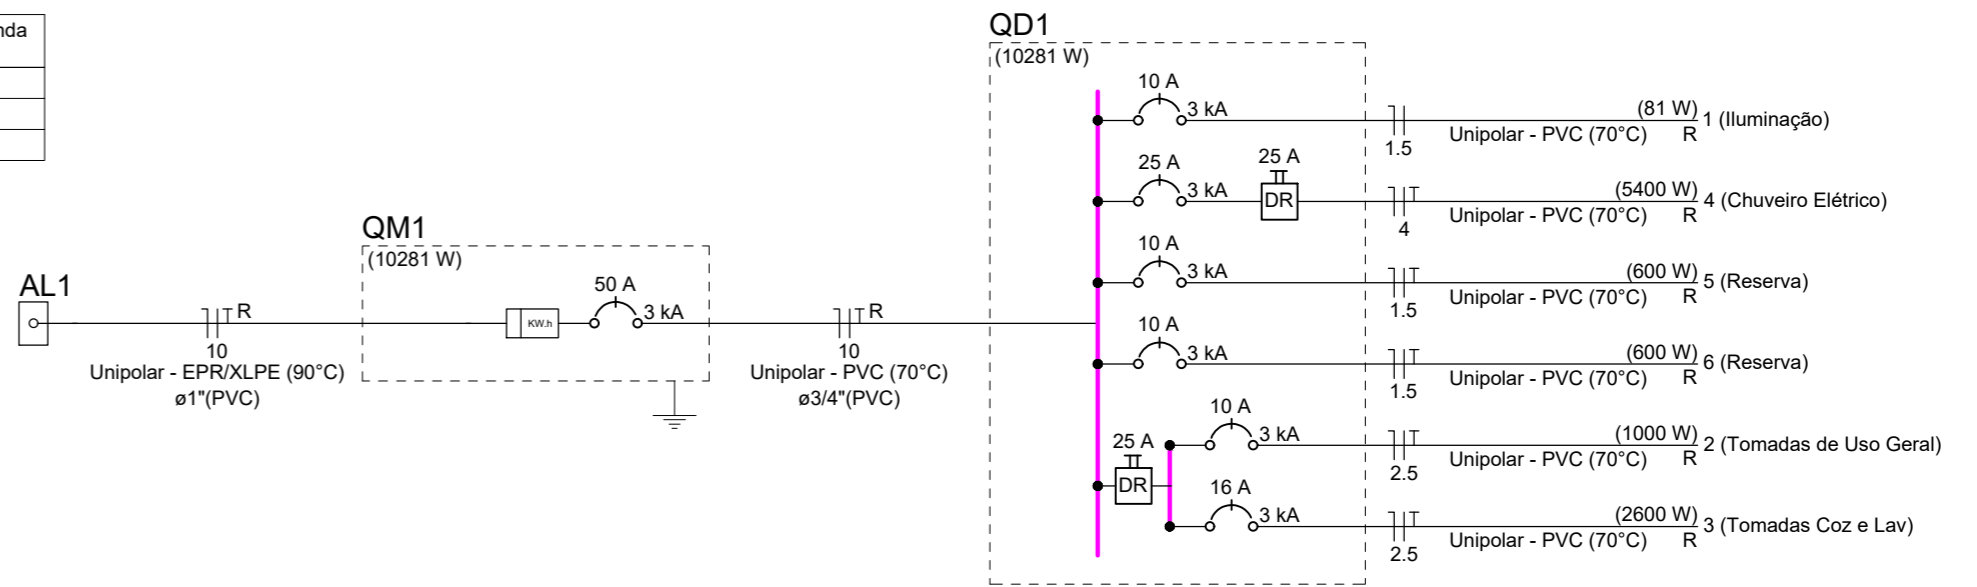 QD1
(10281 W)
10 A
3 kA
(81 W)
1 (Iluminação)
1.5
Unipolar - PVC (70°C)
R
25 A
3 kA
25 A
DR
(5400 W)
4 (Chuveiro Elétrico)
4
Unipolar - PVC (70°C)
R
10 A
3 kA
(600 W)
5 (Reserva)
1.5
Unipolar - PVC (70°C)
R
10 A
3 kA
(600 W)
6 (Reserva)
1.5
Unipolar - PVC (70°C)
R
25 A
DR
10 A
3 kA
(1000 W)
2 (Tomadas de Uso Geral)
2.5
Unipolar - PVC (70°C)
R
16 A
3 kA
(2600 W)
3 (Tomadas Coz e Lav)
2.5
Unipolar - PVC (70°C)
R
QM1
(10281 W)
KW.h
50 A
3 kA
AL1
R
10
Unipolar - EPR/XLPE (90°C)
ø1"(PVC)
R
10
Unipolar - PVC (70°C)
ø3/4"(PVC)